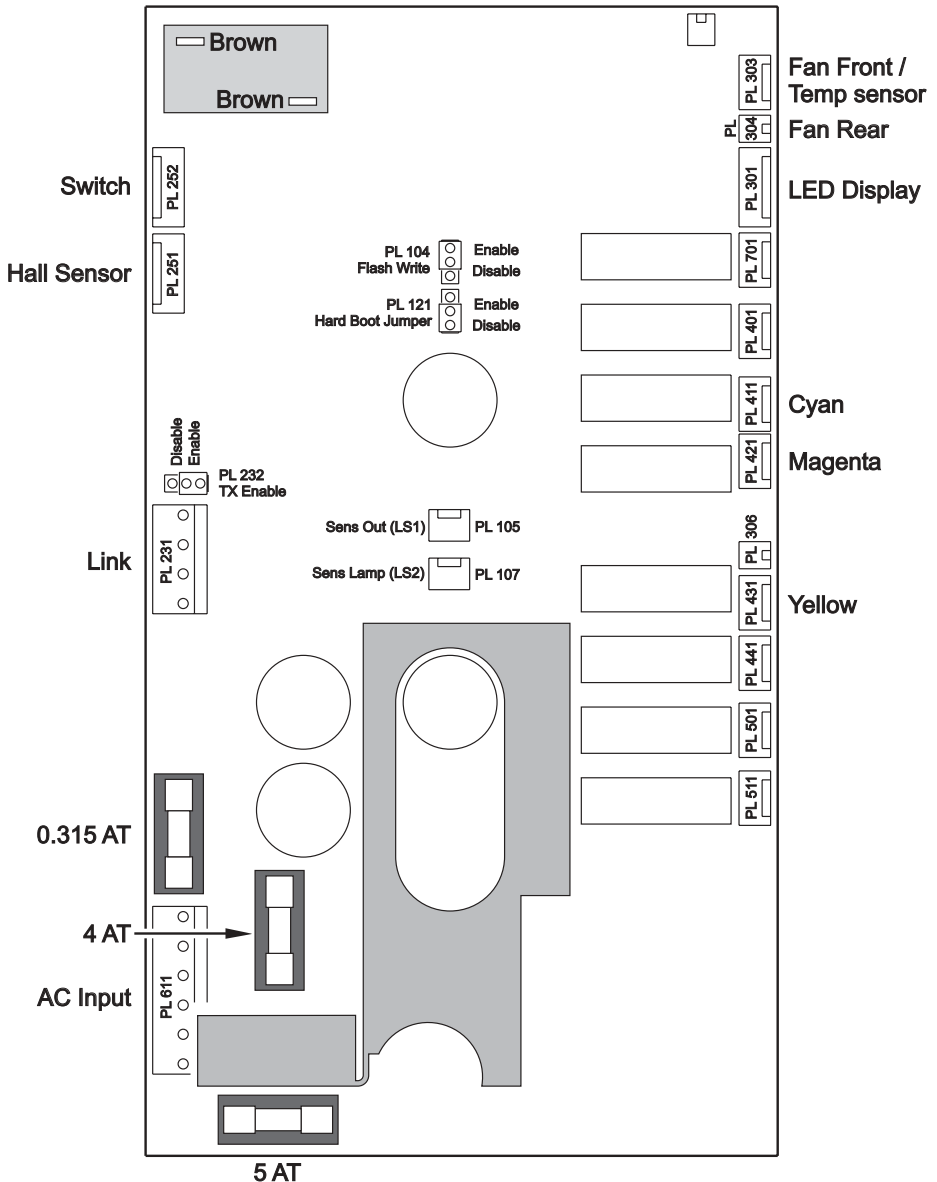 Brown
Brown
PL 303
Fan Front /
Temp sensor
PL
304
Fan Rear
Switch
PL 252
PL 301
LED Display
Hall Sensor
PL 251
PL 104
Flash Write
Enable
Disable
PL 701
PL 121
Hard Boot Jumper
Enable
Disable
PL 401
PL 411
Cyan
Disable
Enable
PL 232
TX Enable
PL 421
Magenta
Sens Out (LS1)
PL 105
PL 306
Link
PL 231
Sens Lamp (LS2)
PL 107
PL 431
Yellow
PL 441
PL 501
PL 511
0.315 AT
4 AT
AC Input
PL 611
5 AT